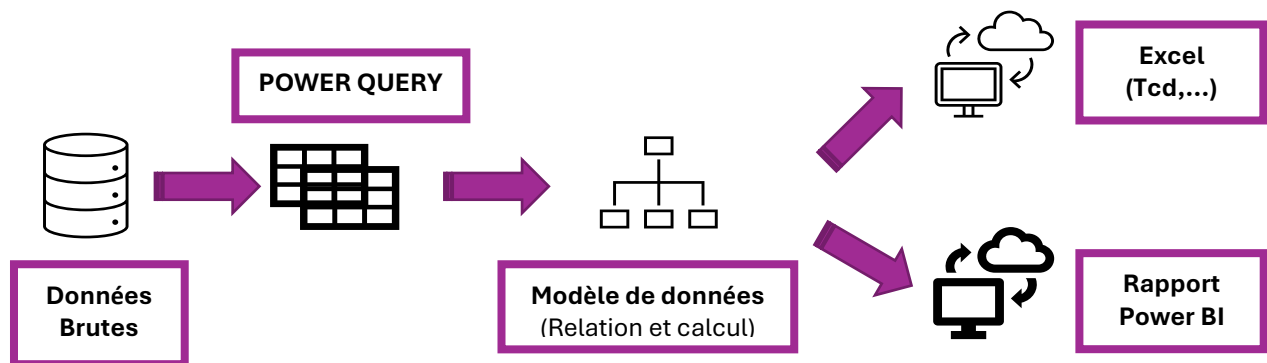 POWER QUERY
Excel
(Tcd,...)
Données
Brutes
Modèle de données
(Relation et calcul)
Rapport
Power BI